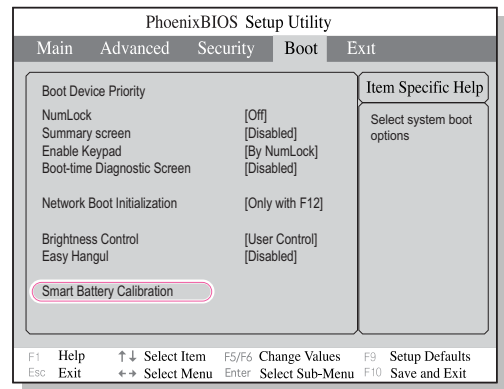 PhoenixBIOS Setup Utility
Main Advanced Security Boot Exit
Boot Device Priority
NumLock [Off]
Summary screen [Disabled]
Enable Keypad [By NumLock]
Boot-time Diagnostic Screen [Disabled]
Network Boot Initialization [Only with F12]
Brightness Control [User Control]
Easy Hangul [Disabled]
Smart Battery Calibration
Item Specific Help
Select system boot
options
F1 Help ↑↓ Select Item F5/F6 Change Values F9 Setup Defaults
Esc Exit ←→ Select Menu Enter Select Sub-Menu F10 Save and Exit